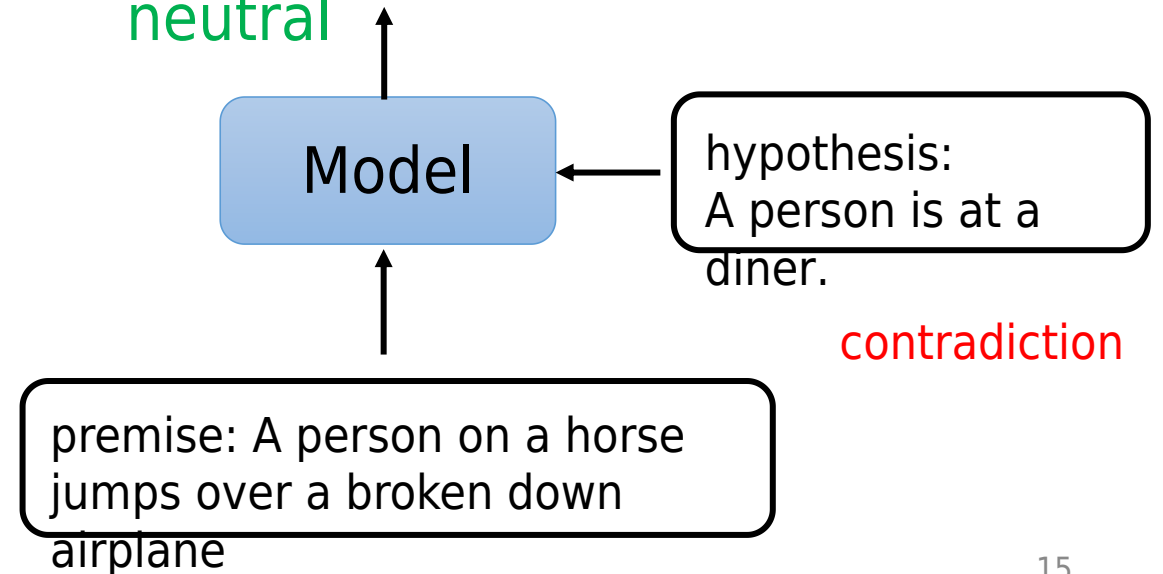 neutral
Model
hypothesis:
A person is at a
diner.
contradiction
premise: A person on a horse
jumps over a broken down
airplane
15